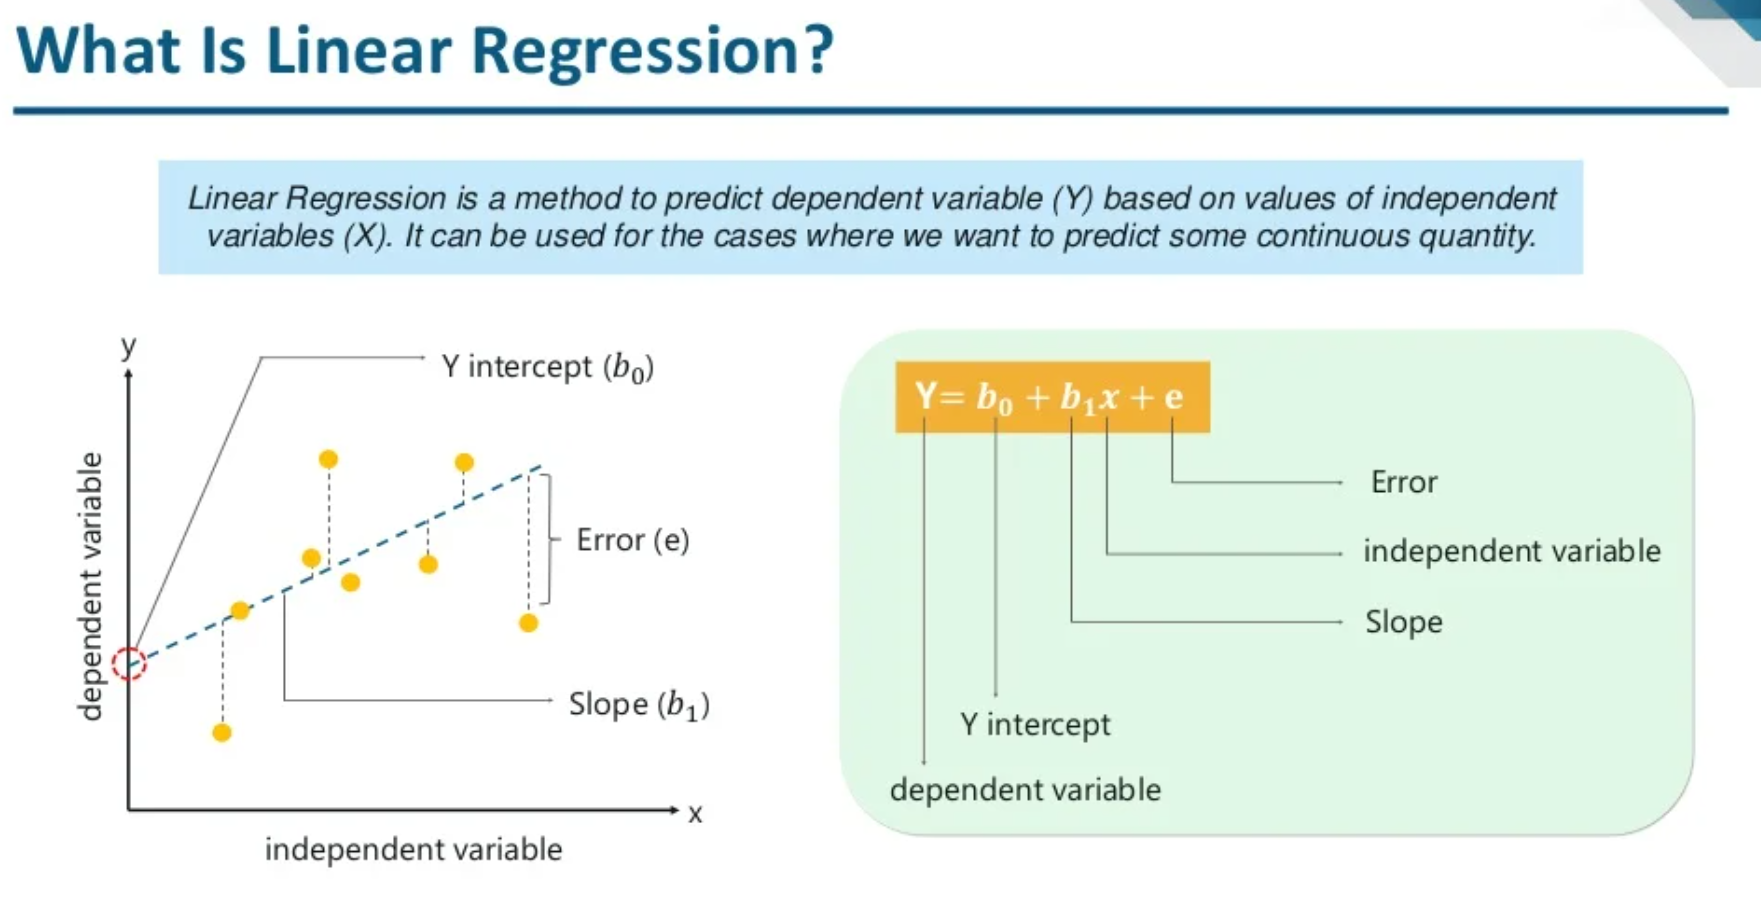 What Is Linear Regression?
Linear Regression is a method to predict dependent variable (Y) based on values of independent
variables (X). It can be used for the cases where we want to predict some continuous quantity.
y
Y intercept (b₀)
dependent variable
Error (e)
Slope (b₁)
x
independent variable
Y= b₀ + b₁x + e
Error
independent variable
Slope
Y intercept
dependent variable